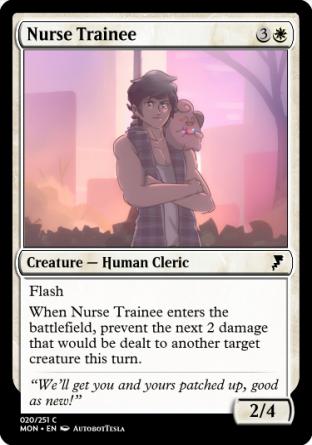 Nurse Trainee 3
Creature — Human Cleric
Flash
When Nurse Trainee enters the
battlefield, prevent the next 2 damage
that would be dealt to another target
creature this turn.
“We’ll get you and yours patched up, good
as new!”
2/4
020/251 C
MON • EN AutobotTesla